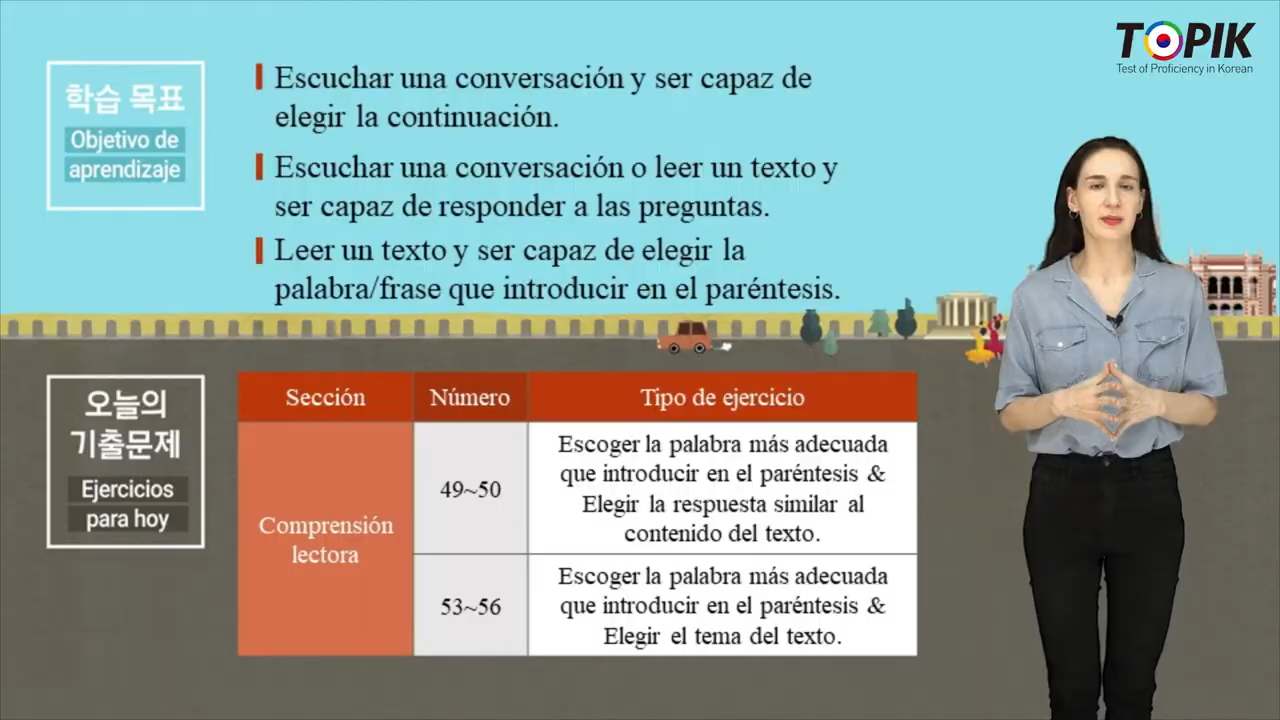 TOPIK
Test of Proficiency in Korean
학습 목표
Objetivo de
aprendizaje
Escuchar una conversación y ser capaz de
elegir la continuación.
Escuchar una conversación o leer un texto y
ser capaz de responder a las preguntas.
Leer un texto y ser capaz de elegir la
palabra/frase que introducir en el paréntesis.
오늘의
기출문제
Ejercicios
para hoy
Sección
Número
Tipo de ejercicio
Comprensión
lectora
49~50
Escoger la palabra más adecuada
que introducir en el paréntesis &
Elegir la respuesta similar al
contenido del texto.
53~56
Escoger la palabra más adecuada
que introducir en el paréntesis &
Elegir el tema del texto.